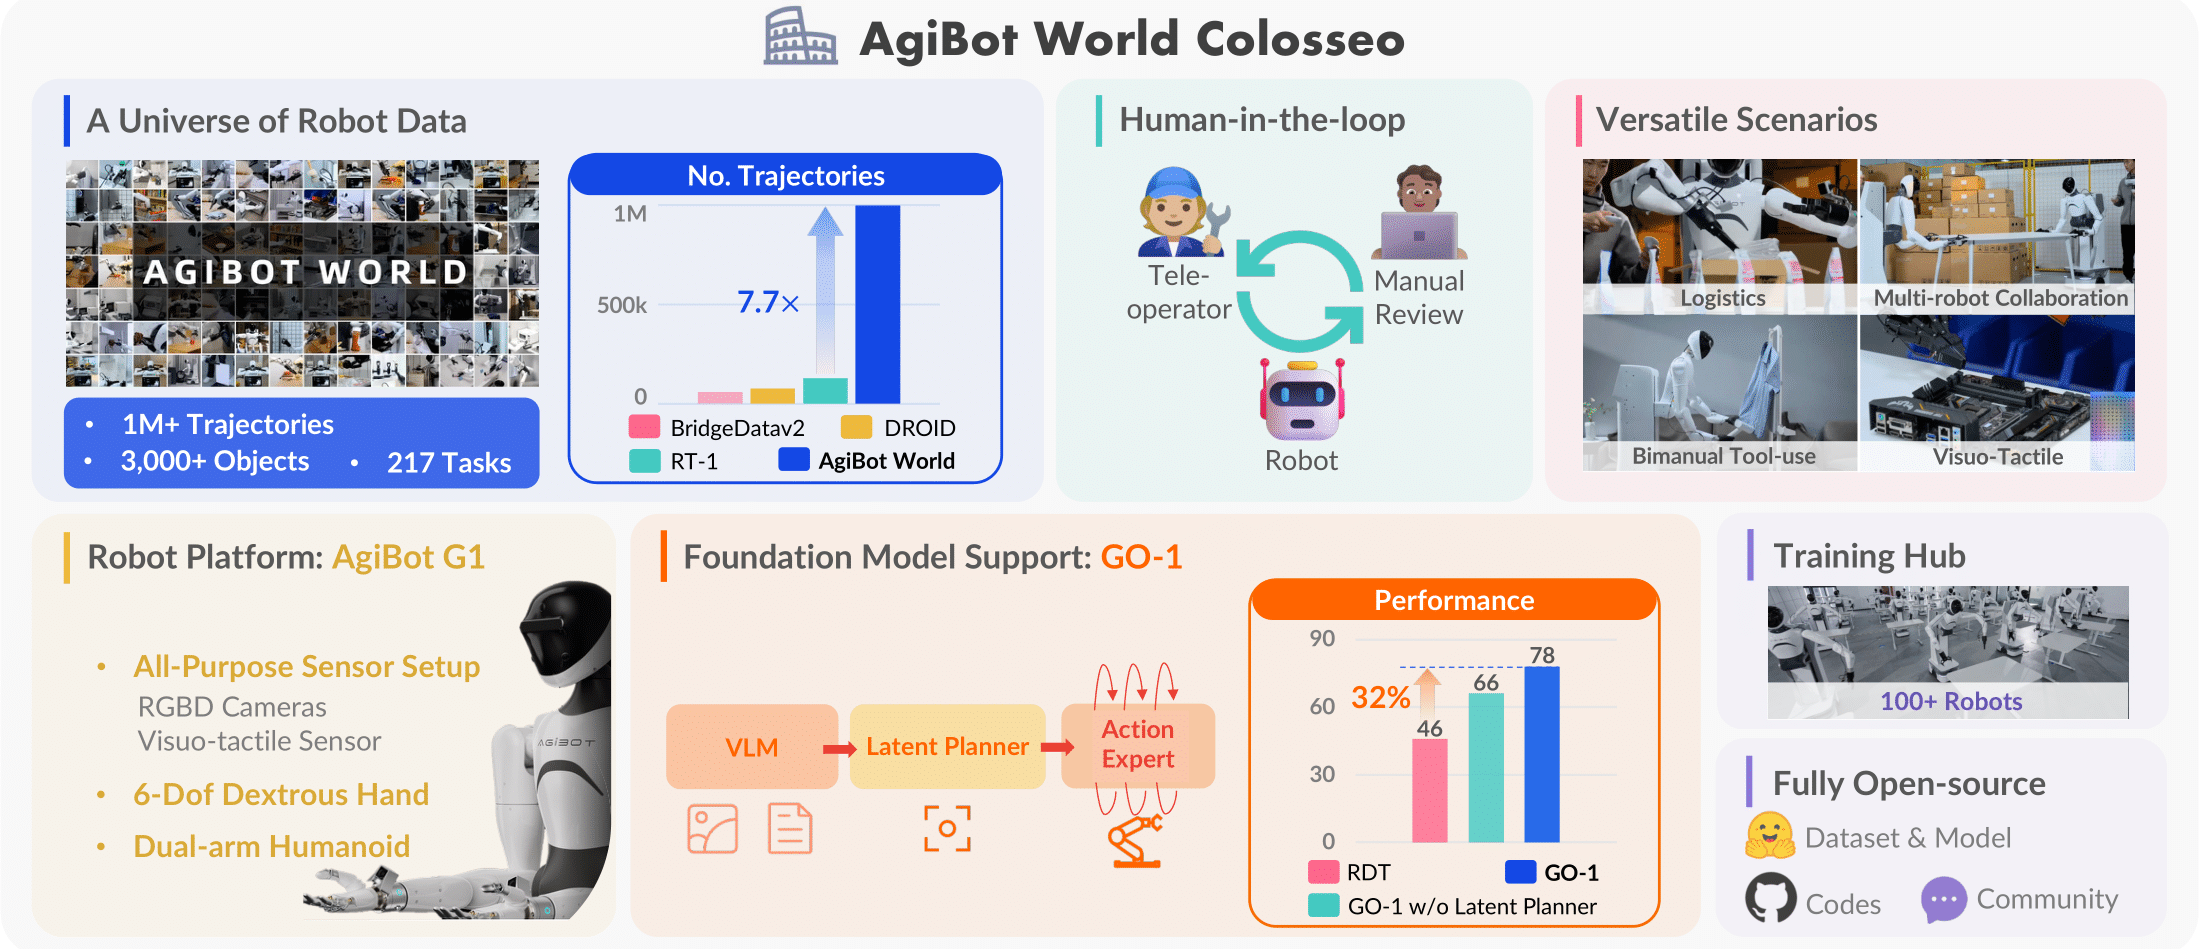 AgiBot World Colosseo
A Universe of Robot Data
AGIBOT WORLD
1M+ Trajectories
3,000+ Objects
217 Tasks
No. Trajectories
1M
7.7×
500k
0
BridgeDatav2
DROID
RT-1
AgiBot World
Human-in-the-loop
Tele-
operator
Manual
Review
Robot
Versatile Scenarios
AGIBOT
Logistics
Multi-robot Collaboration
Bimanual Tool-use
Visuo-Tactile
Robot Platform: AgiBot G1
All-Purpose Sensor Setup
RGBD Cameras
Visuo-tactile Sensor
6-Dof Dextrous Hand
Dual-arm Humanoid
AGIBOT
Foundation Model Support: GO-1
VLM
Latent Planner
Action
Expert
Performance
90
78
66
32%
60
46
30
0
RDT
GO-1
GO-1 w/o Latent Planner
Training Hub
100+ Robots
Fully Open-source
Dataset & Model
Codes
Community